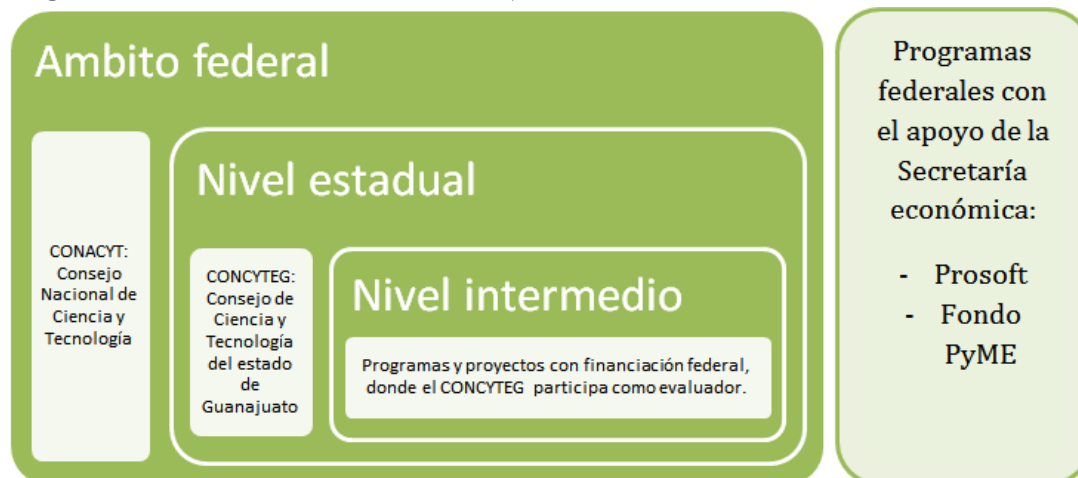 Ambito federal
CONACYT:
Consejo
Nacional de
Ciencia y
Tecnología
Nivel estadual
CONCYTEG:
Consejo de
Ciencia y
Tecnología
del estado
de
Guanajuato
Nivel intermedio
Programas y proyectos con financiación federal,
donde el CONCYTEG participa como evaluador.
Programas
federales con
el apoyo de la
Secretaría
económica:
- Prosoft
- Fondo
PyME